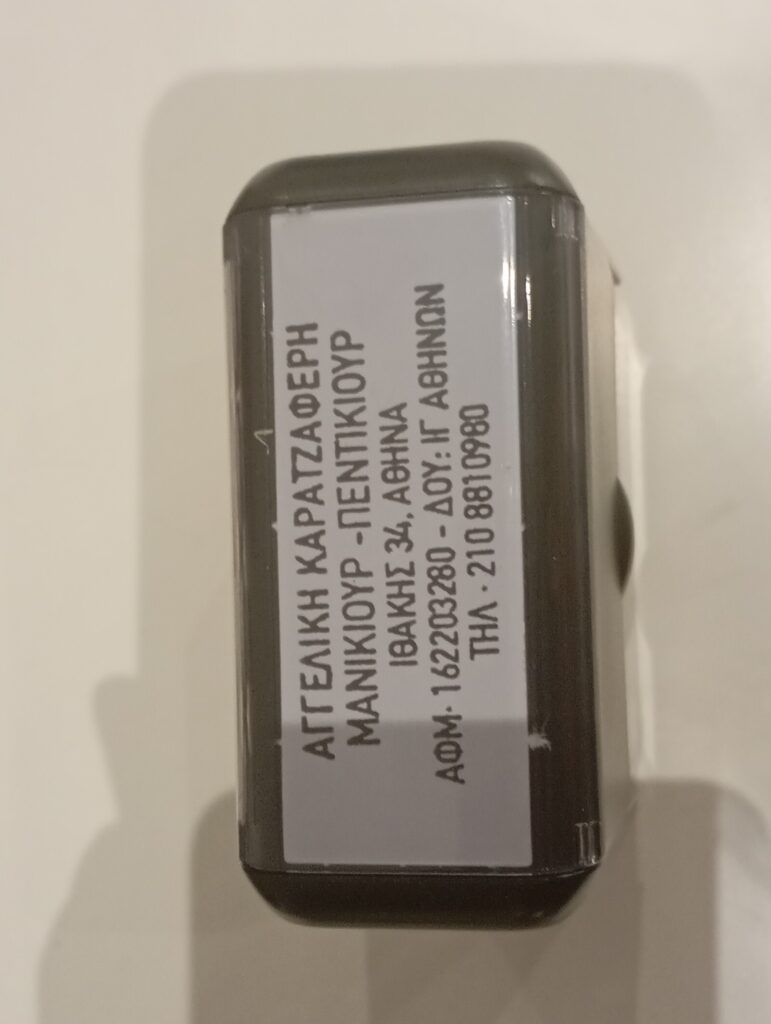 ΑΓΓΕΛΙΚΗ ΚΑΡΑΤΖΑΦΕΡΗ
ΜΑΝΙΚΙΟΥΡ -ΠΕΝΤΙΚΙΟΥΡ
ΙΘΑΚΗΣ 34, ΑΘΗΝΑ
ΑΦΜ· 162203280 - ΔΟΥ: ΙΓ' ΑΘΗΝΩΝ
ΤΗΛ · 210 8810980